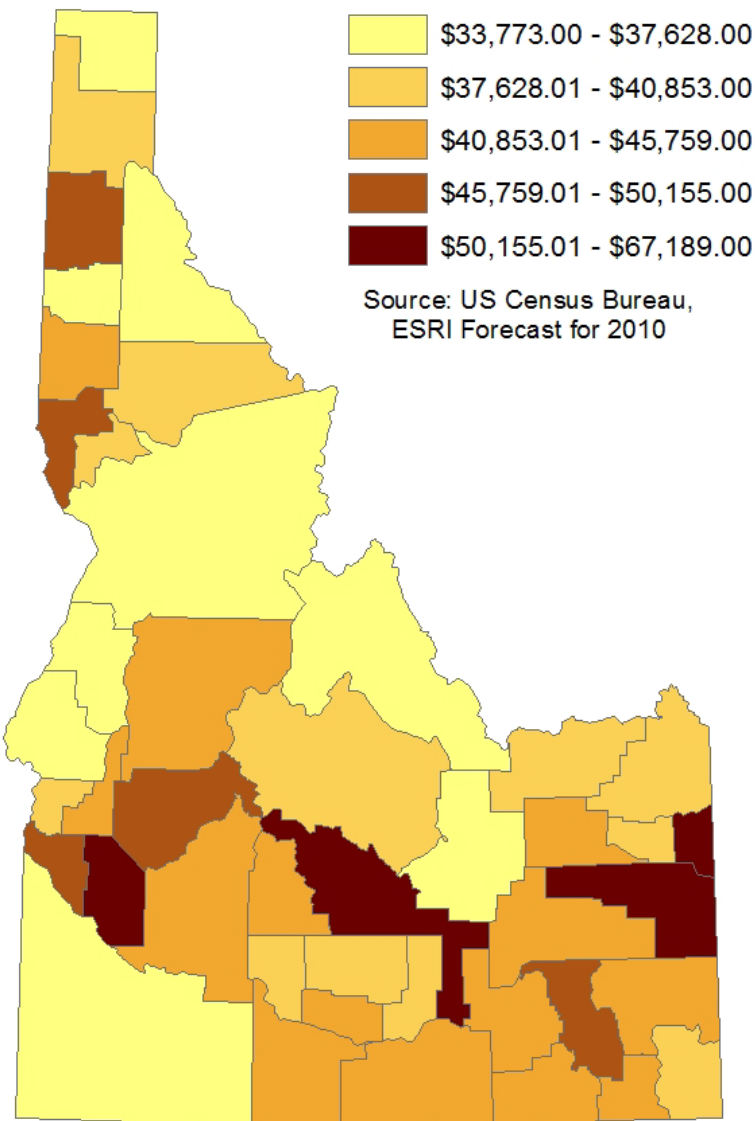 $33,773.00 - $37,628.00
$37,628.01 - $40,853.00
$40,853.01 - $45,759.00
$45,759.01 - $50,155.00
$50,155.01 - $67,189.00
Source: US Census Bureau,
ESRI Forecast for 2010